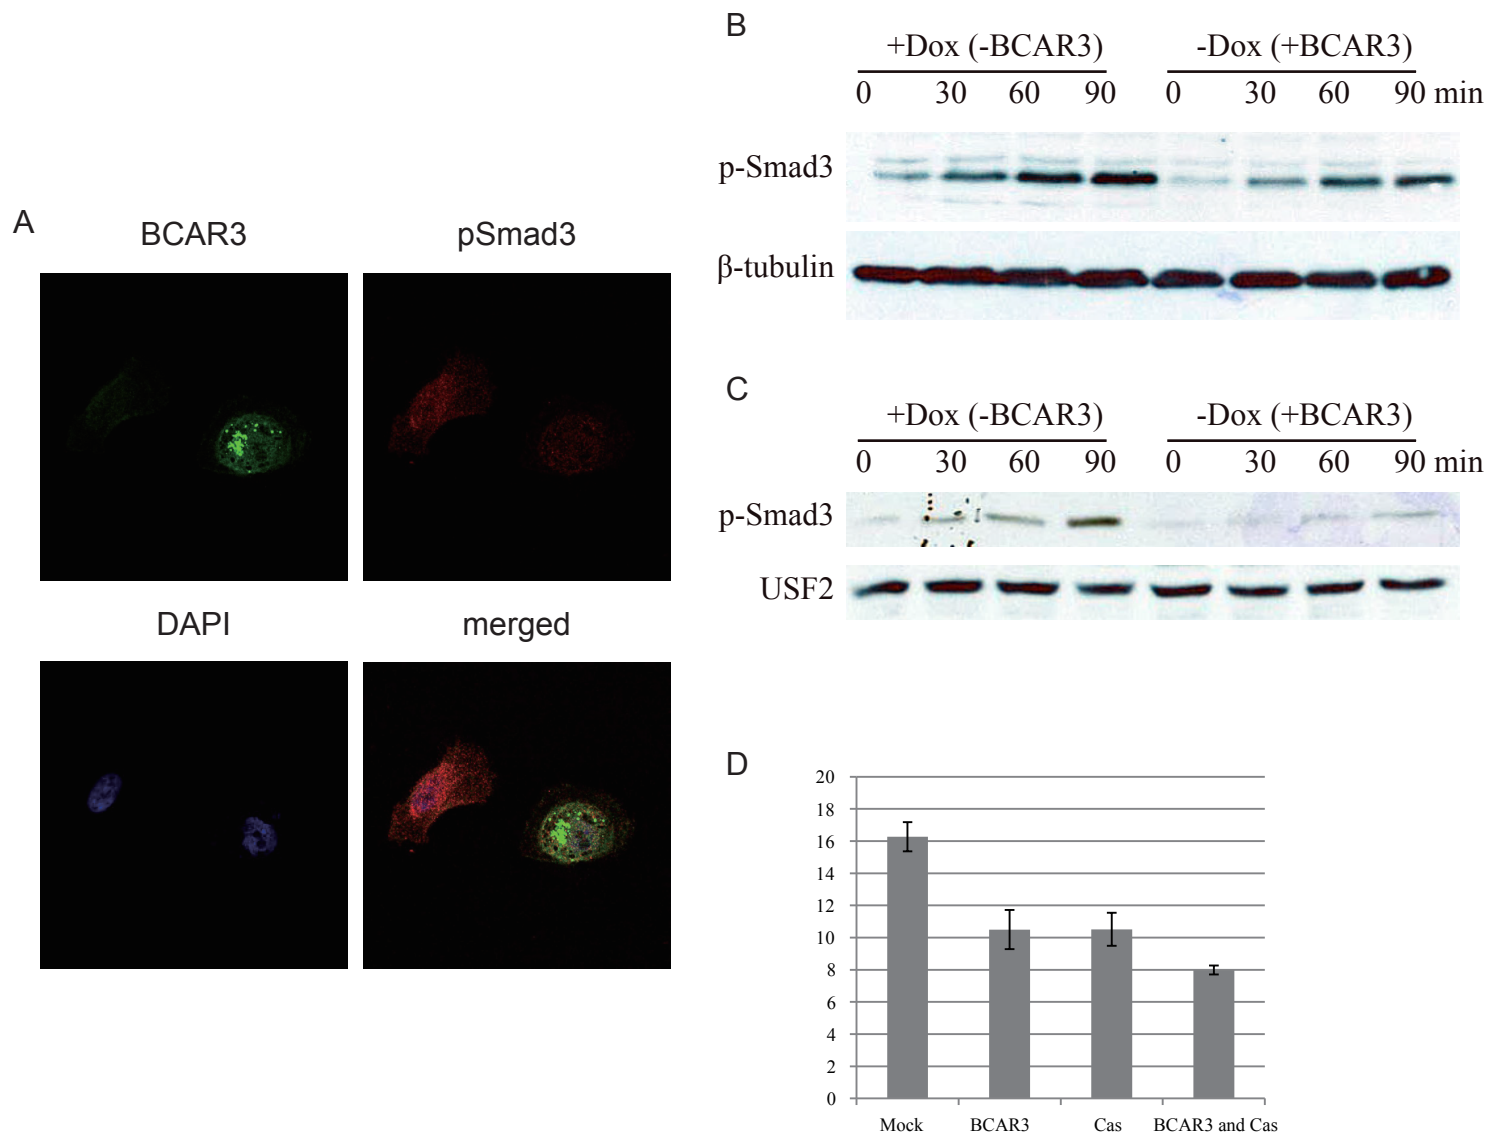 A
BCAR3 pSmad3
DAPI merged
B
+Dox (-BCAR3) -Dox (+BCAR3)
0 30 60 90 0 30 60 90 min
p-Smad3
β-tubulin
C
+Dox (-BCAR3) -Dox (+BCAR3)
0 30 60 90 0 30 60 90 min
p-Smad3
USF2
D
20
18
16
14
12
10
8
6
4
2
0
Mock BCAR3 Cas BCAR3 and Cas